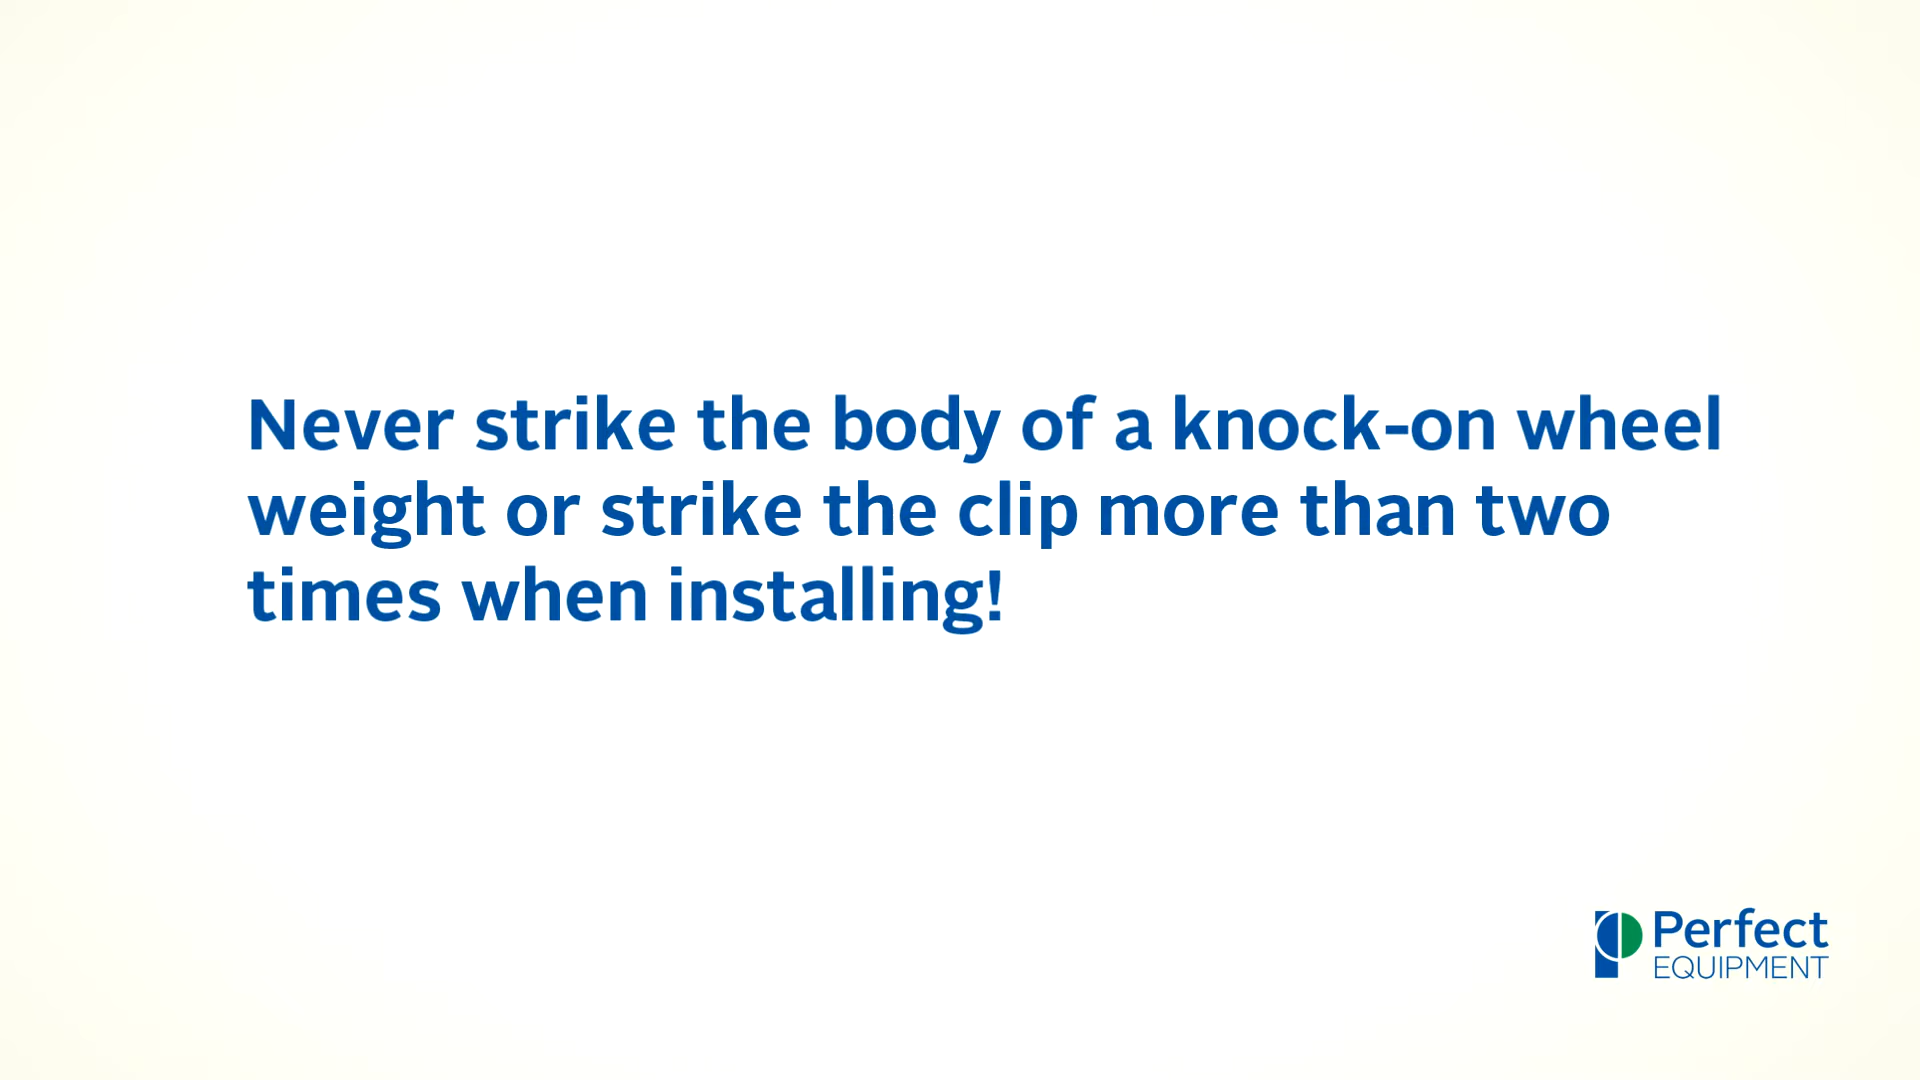 Never strike the body of a knock-on wheel
weight or strike the clip more than two
times when installing!
Perfect
EQUIPMENT